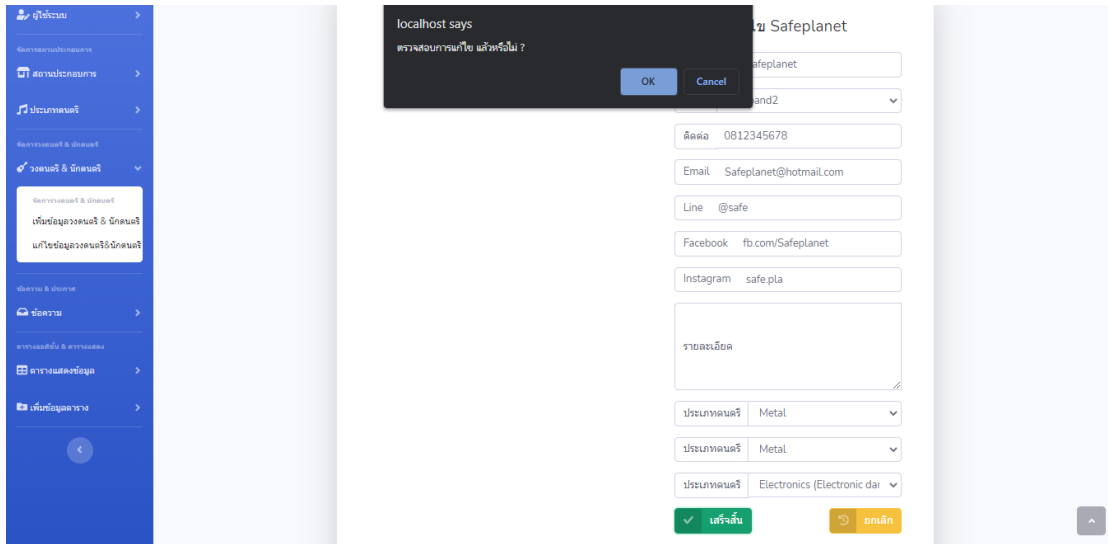 ผู้ใช้ระบบ
จัดการสถานประกอบการ
สถานประกอบการ
ประเภทดนตรี
จัดการวงดนตรี & นักดนตรี
วงดนตรี & นักดนตรี
จัดการวงดนตรี & นักดนตรี
เพิ่มข้อมูลวงดนตรี & นักดนตรี
แก้ไขข้อมูลวงดนตรี&นักดนตรี
ข้อความ & ประกาศ
ข้อความ
ตารางออดิชั่น & ตารางแสดง
ตารางแสดงข้อมูล
เพิ่มข้อมูลตาราง
localhost says
ตรวจสอบการแก้ไข แล้วหรือไม่ ?
OK Cancel
ไข Safeplanet
afeplanet
and2
ติดต่อ 0812345678
Email Safeplanet@hotmail.com
Line @safe
Facebook fb.com/Safeplanet
Instagram safe.pla
รายละเอียด
ประเภทดนตรี Metal
ประเภทดนตรี Metal
ประเภทดนตรี Electronics (Electronic dar
เสร็จสิ้น ยกเลิก